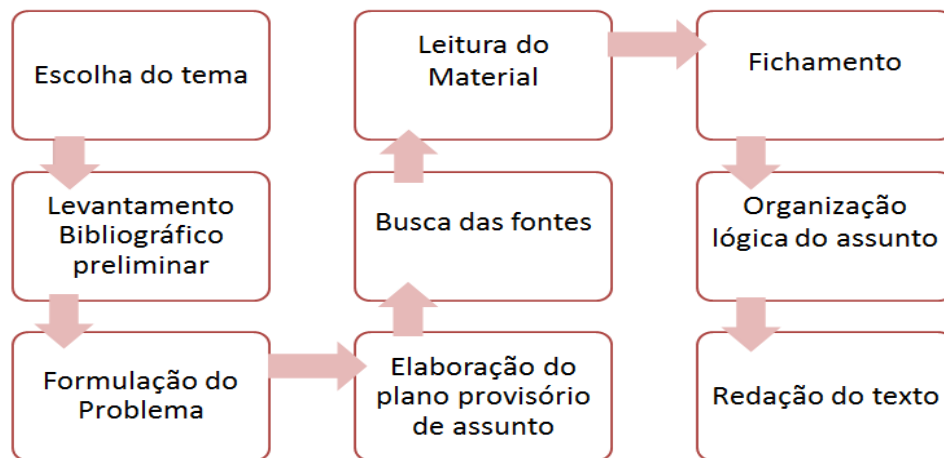 Escolha do tema
Levantamento
Bibliográfico
preliminar
Formulação do
Problema
Elaboração do
plano provisório
de assunto
Busca das fontes
Leitura do
Material
Fichamento
Organização
lógica do assunto
Redação do texto